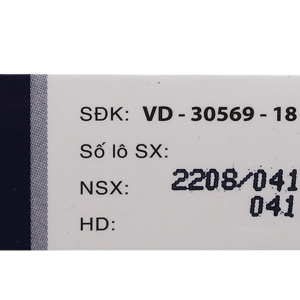 SĐK: VD - 30569 - 18
Số lô SX:
NSX: 2208/041
HD: 041